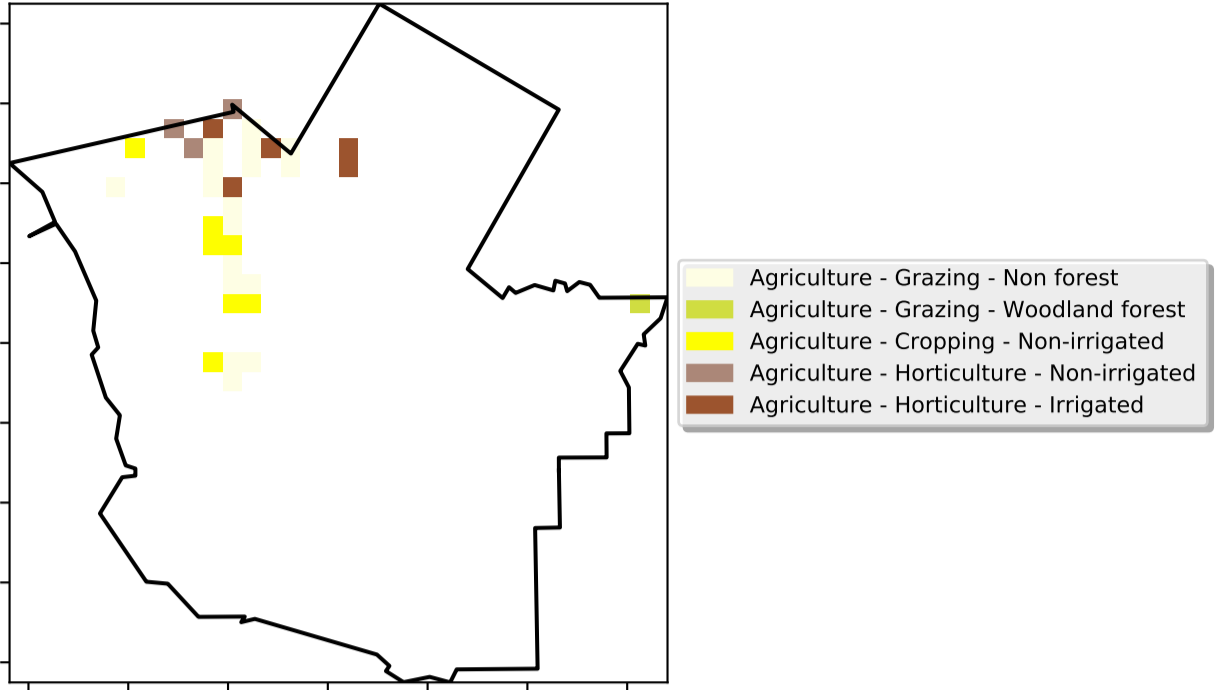 Agriculture - Grazing - Non forest
Agriculture - Grazing - Woodland forest
Agriculture - Cropping - Non-irrigated
Agriculture - Horticulture - Non-irrigated
Agriculture - Horticulture - Irrigated